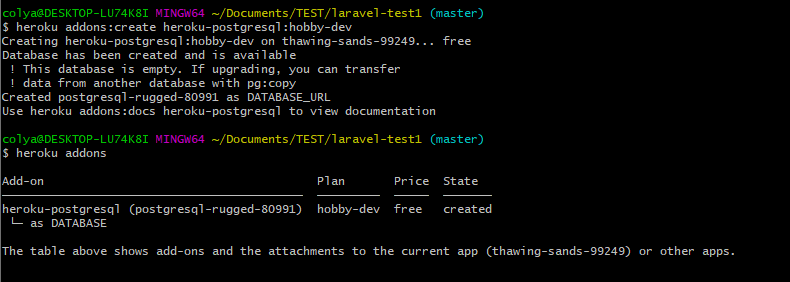 colya@DESKTOP-LU74K8I MINGW64 ~/Documents/TEST/laravel-test1 (master)
$ heroku addons:create heroku-postgresql:hobby-dev
Creating heroku-postgresql:hobby-dev on thawing-sands-99249... free
Database has been created and is available
 ! This database is empty. If upgrading, you can transfer
 ! data from another database with pg:copy
Created postgresql-rugged-80991 as DATABASE_URL
Use heroku addons:docs heroku-postgresql to view documentation
colya@DESKTOP-LU74K8I MINGW64 ~/Documents/TEST/laravel-test1 (master)
$ heroku addons
Add-on Plan Price State
heroku-postgresql (postgresql-rugged-80991) hobby-dev free created
└─ as DATABASE
The table above shows add-ons and the attachments to the current app (thawing-sands-99249) or other apps.